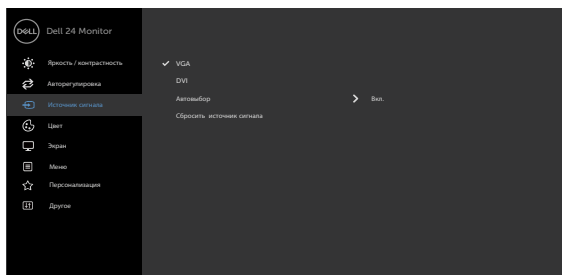 DELL Dell 24 Monitor
Яркость / контрастность
Авторегулировка
Источник сигнала
Цвет
Экран
Меню
Персонализация
Другое
VGA
DVI
Автовыбор Вкл.
Сбросить источник сигнала